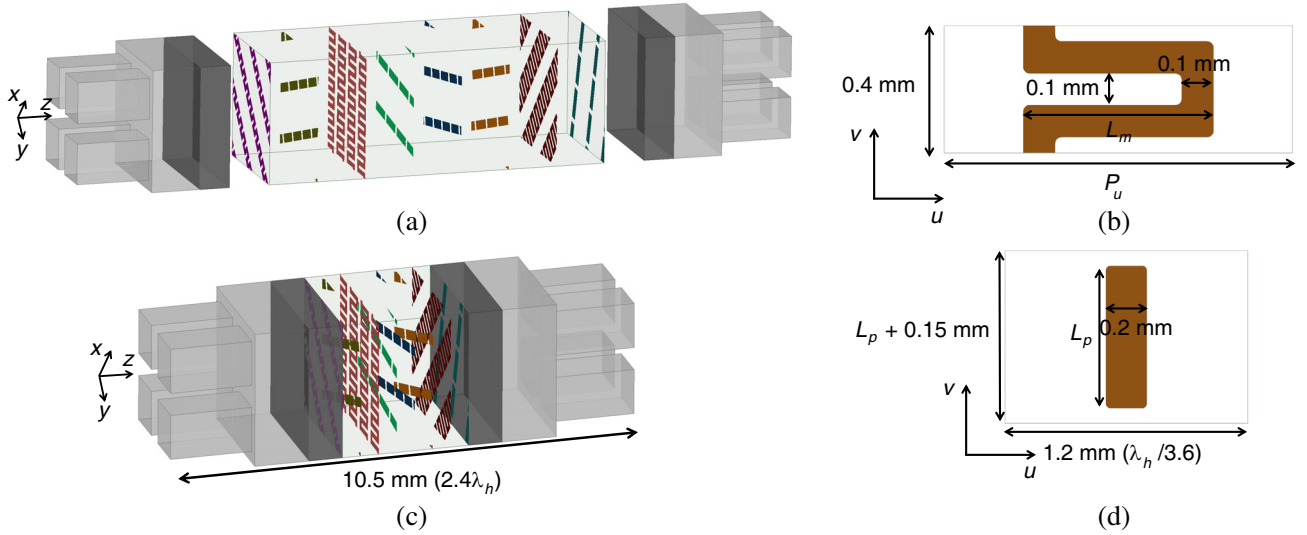 x
z
y
(a)
0.4 mm
0.1 mm
0.1 mm
L_m
P_u
v
u
(b)
x
z
y
10.5 mm (2.4λ_h)
(c)
L_p + 0.15 mm
L_p
0.2 mm
v
u
1.2 mm (λ_h /3.6)
(d)